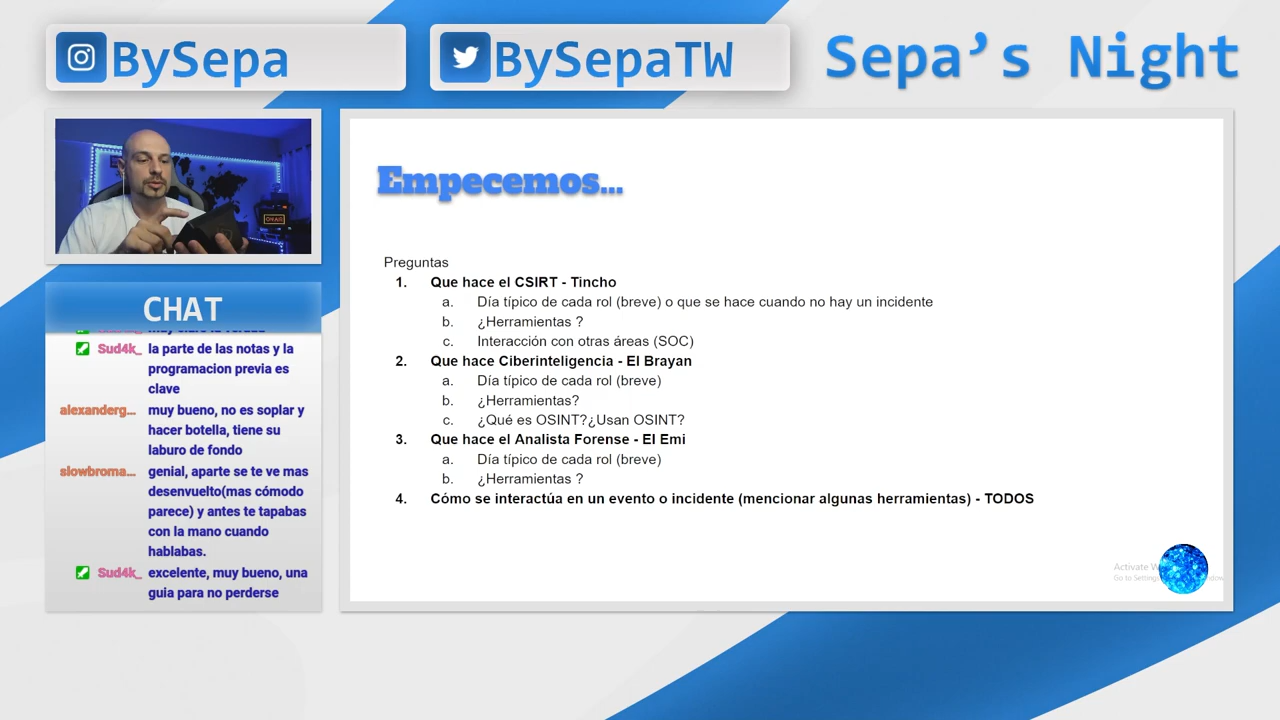 BySepa
BySepaTW
Sepa's Night
CHAT
Sud4k_ la parte de las notas y la
programacion previa es
clave
alexanderg... muy bueno, no es soplar y
hacer botella, tiene su
laburo de fondo
slowbroma... genial, aparte se te ve mas
desenvuelto(mas cómodo
parece) y antes te tapabas
con la mano cuando
hablabas.
Sud4k_ excelente, muy bueno, una
guia para no perderse
Empecemos...
Preguntas
1. Que hace el CSIRT - Tincho
a. Día típico de cada rol (breve) o que se hace cuando no hay un incidente
b. ¿Herramientas ?
c. Interacción con otras áreas (SOC)
2. Que hace Ciberinteligencia - El Brayan
a. Día típico de cada rol (breve)
b. ¿Herramientas?
c. ¿Qué es OSINT?¿Usan OSINT?
3. Que hace el Analista Forense - El Emi
a. Día típico de cada rol (breve)
b. ¿Herramientas ?
4. Cómo se interactúa en un evento o incidente (mencionar algunas herramientas) - TODOS
Activate
Go to